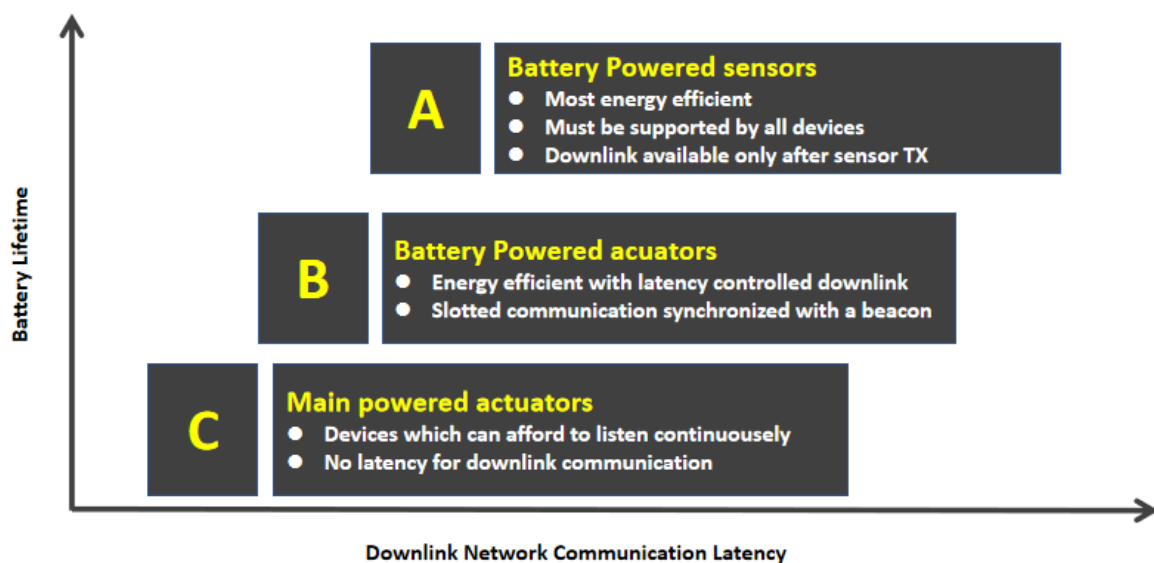 Battery Lifetime
A
Battery Powered sensors
● Most energy efficient
● Must be supported by all devices
● Downlink available only after sensor TX
B
Battery Powered acuators
● Energy efficient with latency controlled downlink
● Slotted communication synchronized with a beacon
C
Main powered actuators
● Devices which can afford to listen continuousely
● No latency for downlink communication
Downlink Network Communication Latency